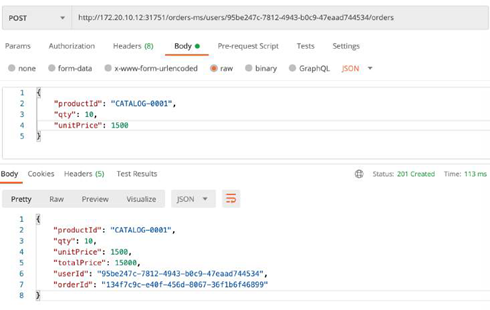 POST http://172.20.10.12:31751/orders-ms/users/95be247c-7812-4943-b0c9-47eaad744534/orders
Params Authorization Headers (8) Body Pre-request Script Tests Settings
none form-data x-www-form-urlencoded raw binary GraphQL JSON
1 {
2 "productId": "CATALOG-0001",
3 "qty": 10,
4 "unitPrice": 1500
5 }
Body Cookies Headers (5) Test Results Status: 201 Created Time: 113 ms
Pretty Raw Preview Visualize JSON
1 {
2 "productId": "CATALOG-0001",
3 "qty": 10,
4 "unitPrice": 1500,
5 "totalPrice": 15000,
6 "userId": "95be247c-7812-4943-b0c9-47eaad744534",
7 "orderId": "134f7c9c-e40f-456d-8067-36f1b6f46899"
8 }